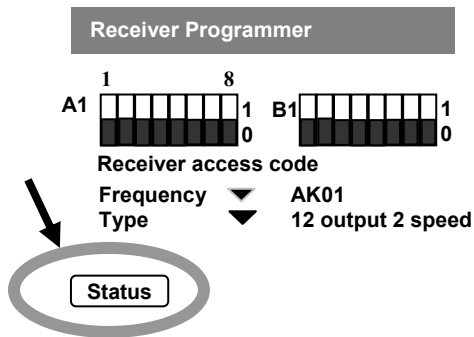 Receiver Programmer
1 8
A1 1 B1 1
0 0
Receiver access code
Frequency AK01
Type 12 output 2 speed
Status